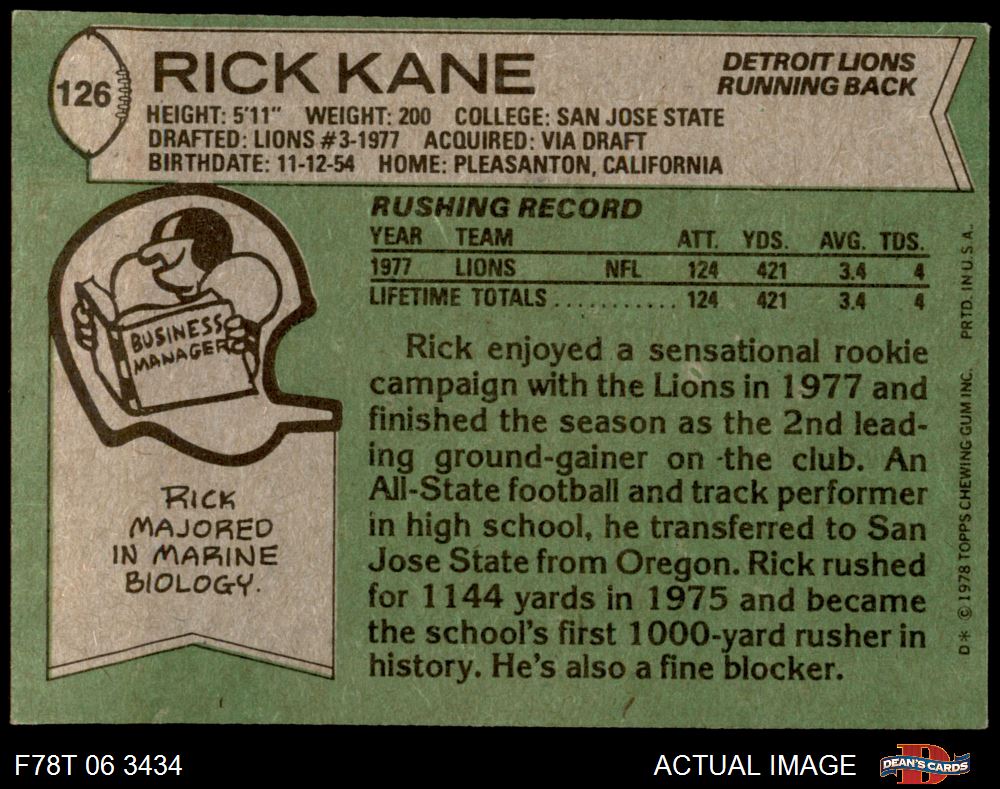 126
RICK KANE
DETROIT LIONS
RUNNING BACK
HEIGHT: 5'11" WEIGHT: 200 COLLEGE: SAN JOSE STATE
DRAFTED: LIONS #3-1977 ACQUIRED: VIA DRAFT
BIRTHDATE: 11-12-54 HOME: PLEASANTON, CALIFORNIA
BUSINESS
MANAGER
RICK
MAJORED
IN MARINE
BIOLOGY.
RUSHING RECORD
YEAR TEAM ATT. YDS. AVG. TDS.
1977 LIONS NFL 124 421 3.4 4
LIFETIME TOTALS ........... 124 421 3.4 4
Rick enjoyed a sensational rookie
campaign with the Lions in 1977 and
finished the season as the 2nd lead-
ing ground-gainer on the club. An
All-State football and track performer
in high school, he transferred to San
Jose State from Oregon. Rick rushed
for 1144 yards in 1975 and became
the school's first 1000-yard rusher in
history. He's also a fine blocker.
D* © 1978 TOPPS CHEWING GUM INC. PRTD. IN U.S.A.
F78T 06 3434
ACTUAL IMAGE
D
DEAN'S CARDS